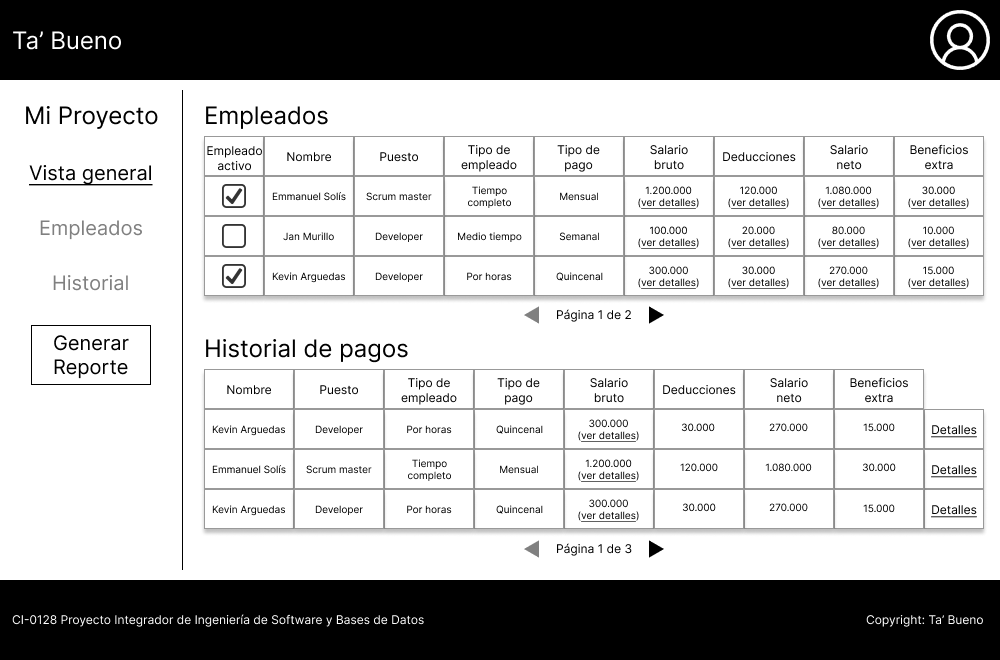 Ta’ Bueno
Mi Proyecto
Vista general
Empleados
Historial
Generar
Reporte
Empleados
Empleado activo Nombre Puesto Tipo de empleado Tipo de pago Salario bruto Deducciones Salario neto Beneficios extra
Emmanuel Solís Scrum master Tiempo completo Mensual 1.200.000 (ver detalles) 120.000 (ver detalles) 1.080.000 (ver detalles) 30.000 (ver detalles)
Jan Murillo Developer Medio tiempo Semanal 100.000 (ver detalles) 20.000 (ver detalles) 80.000 (ver detalles) 10.000 (ver detalles)
Kevin Arguedas Developer Por horas Quincenal 300.000 (ver detalles) 30.000 (ver detalles) 270.000 (ver detalles) 15.000 (ver detalles)
Página 1 de 2
Historial de pagos
Nombre Puesto Tipo de empleado Tipo de pago Salario bruto Deducciones Salario neto Beneficios extra
Kevin Arguedas Developer Por horas Quincenal 300.000 (ver detalles) 30.000 270.000 15.000 Detalles
Emmanuel Solís Scrum master Tiempo completo Mensual 1.200.000 (ver detalles) 120.000 1.080.000 30.000 Detalles
Kevin Arguedas Developer Por horas Quincenal 300.000 (ver detalles) 30.000 270.000 15.000 Detalles
Página 1 de 3
CI-0128 Proyecto Integrador de Ingeniería de Software y Bases de Datos
Copyright: Ta’ Bueno